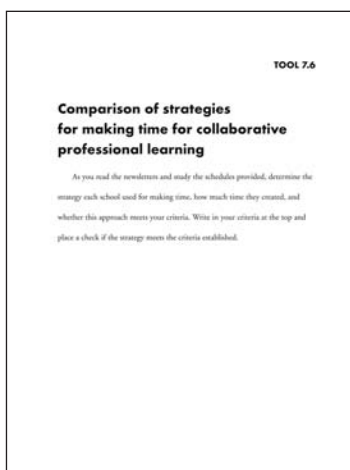 TOOL 7.6
Comparison of strategies
for making time for collaborative
professional learning
As you read the newsletters and study the schedules provided, determine the
strategy each school used for making time, how much time they created, and
whether this approach meets your criteria. Write in your criteria at the top and
place a check if the strategy meets the criteria established.